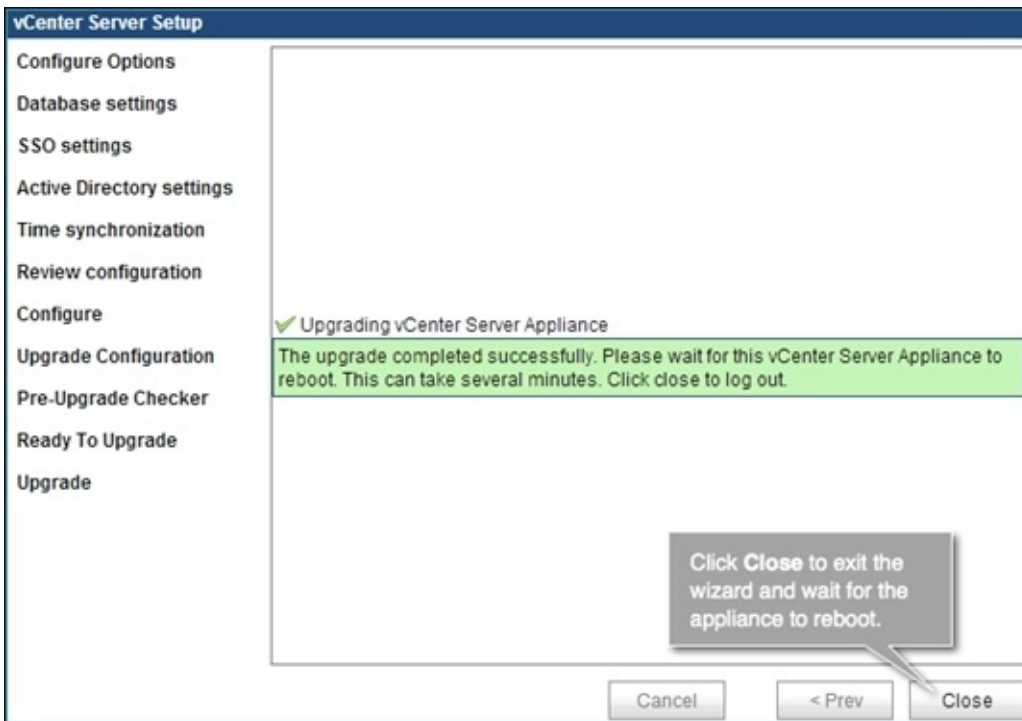 vCenter Server Setup
Configure Options
Database settings
SSO settings
Active Directory settings
Time synchronization
Review configuration
Configure
Upgrade Configuration
Pre-Upgrade Checker
Ready To Upgrade
Upgrade
Upgrading vCenter Server Appliance
The upgrade completed successfully. Please wait for this vCenter Server Appliance to
reboot. This can take several minutes. Click close to log out.
Click Close to exit the
wizard and wait for the
appliance to reboot.
Cancel
< Prev
Close